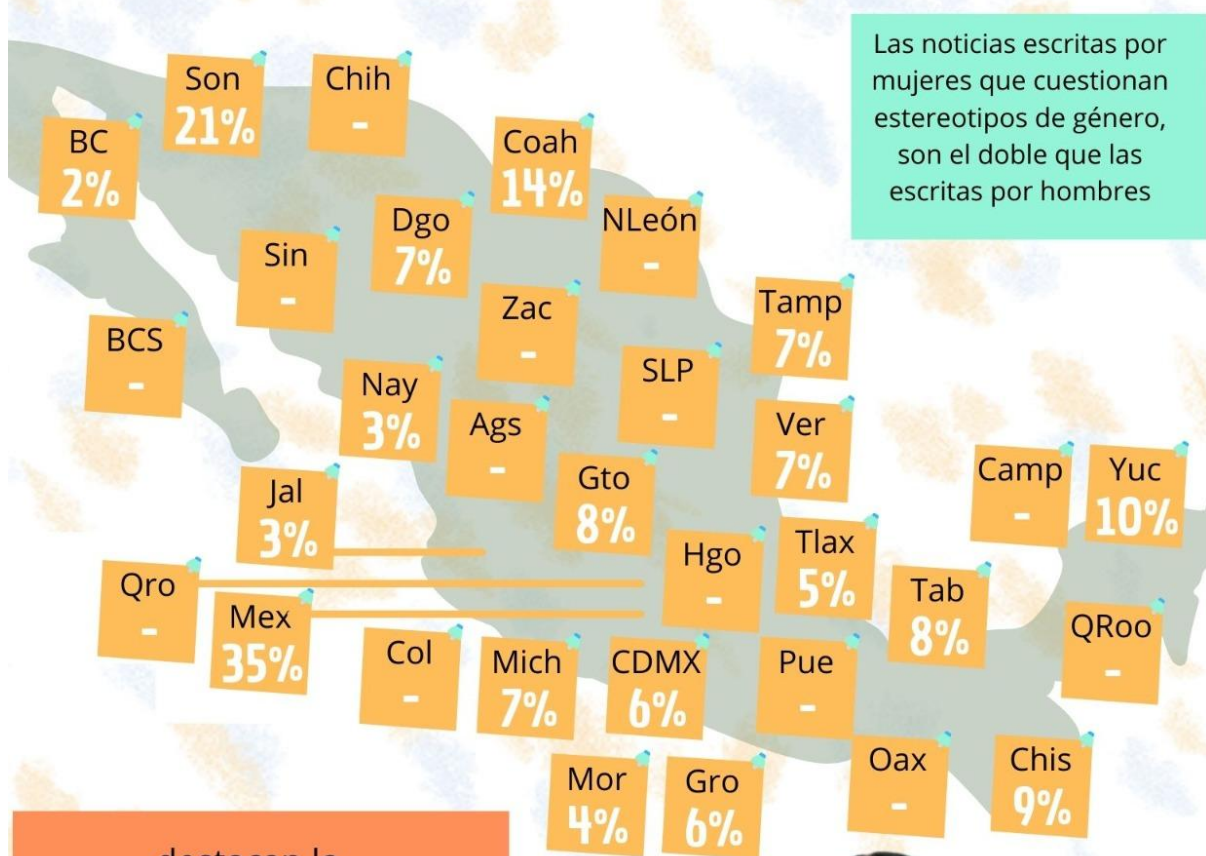 Las noticias escritas por
mujeres que cuestionan
estereotipos de género,
son el doble que las
escritas por hombres
Son
21%
Chih
-
BC
2%
Coah
14%
Dgo
7%
NLeón
-
Sin
-
Zac
-
Tamp
7%
BCS
-
SLP
-
Nay
3%
Ags
-
Ver
7%
Camp
-
Yuc
10%
Gto
8%
Jal
3%
Hgo
-
Tlax
5%
Qro
-
Tab
8%
Mex
35%
QRoo
-
Col
-
Mich
7%
CDMX
6%
Pue
-
Oax
-
Chis
9%
Mor
4%
Gro
6%
destacan la